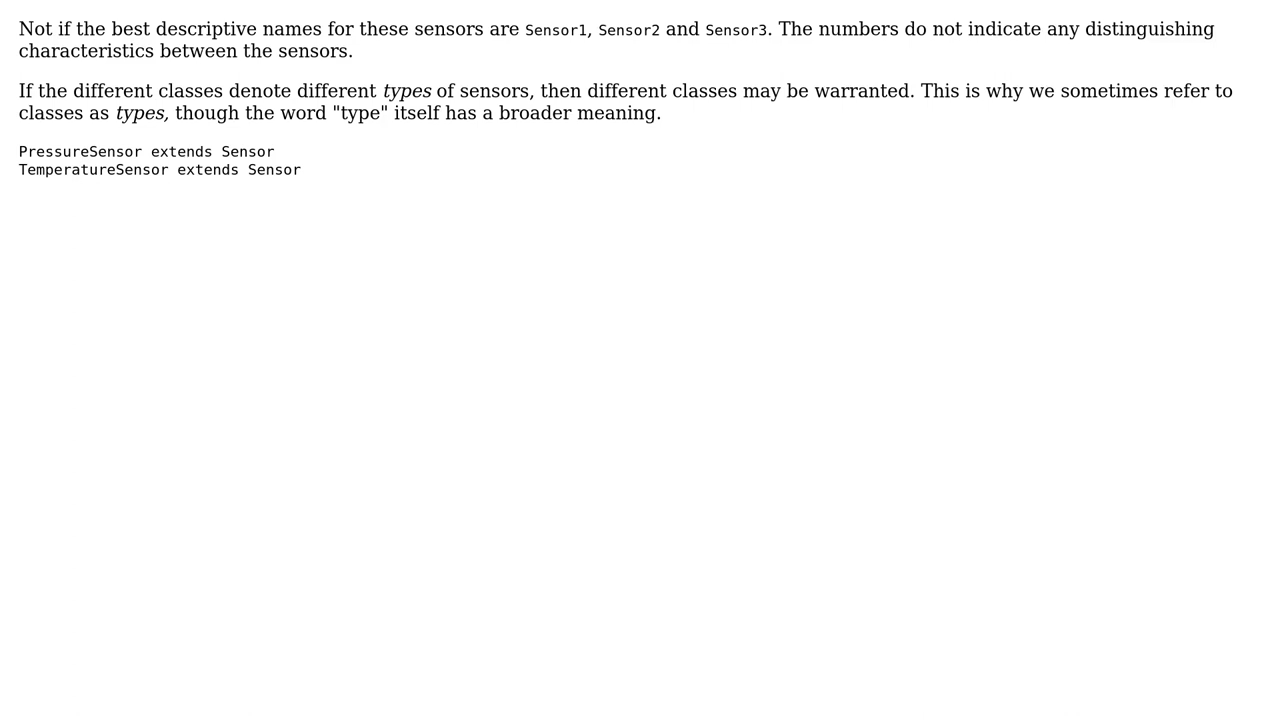 Not if the best descriptive names for these sensors are Sensor1, Sensor2 and Sensor3. The numbers do not indicate any distinguishing
characteristics between the sensors.
If the different classes denote different types of sensors, then different classes may be warranted. This is why we sometimes refer to
classes as types, though the word "type" itself has a broader meaning.
PressureSensor extends Sensor
TemperatureSensor extends Sensor